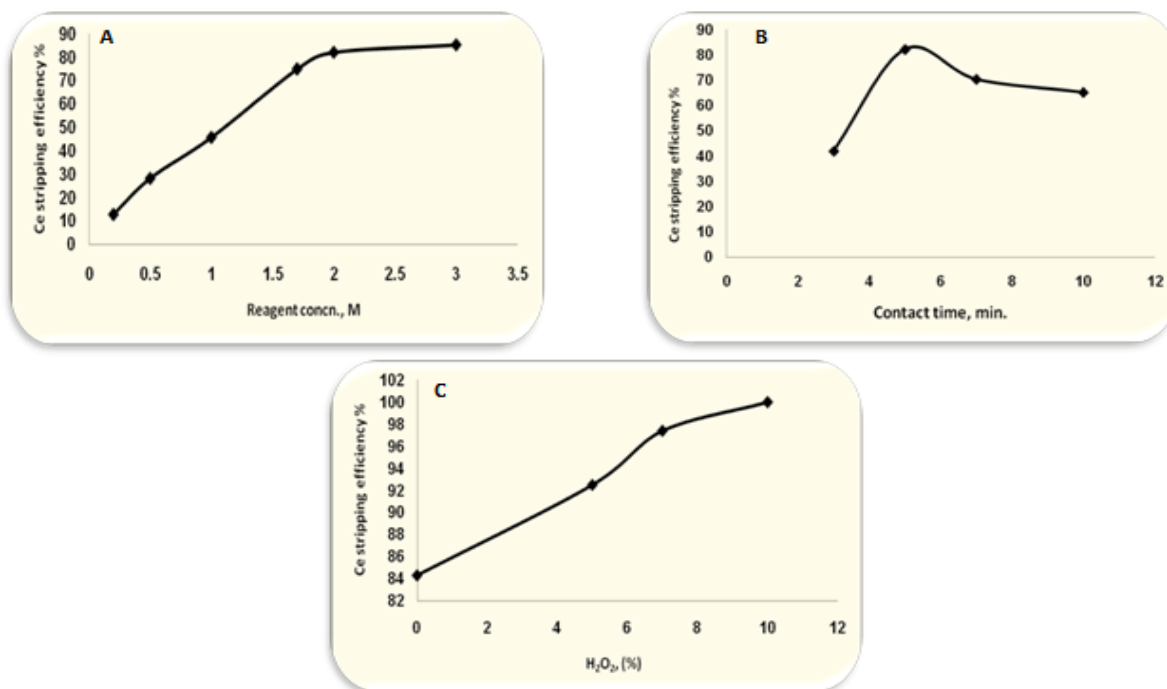 A
Ce stripping efficiency %
90
80
70
60
50
40
30
20
10
0
0 0.5 1 1.5 2 2.5 3 3.5
Reagent concn., M
B
Ce stripping efficiency %
90
80
70
60
50
40
30
20
10
0
0 2 4 6 8 10 12
Contact time, min.
C
Ce stripping efficiency %
102
100
98
96
94
92
90
88
86
84
82
0 2 4 6 8 10 12
H₂O₂, (%)